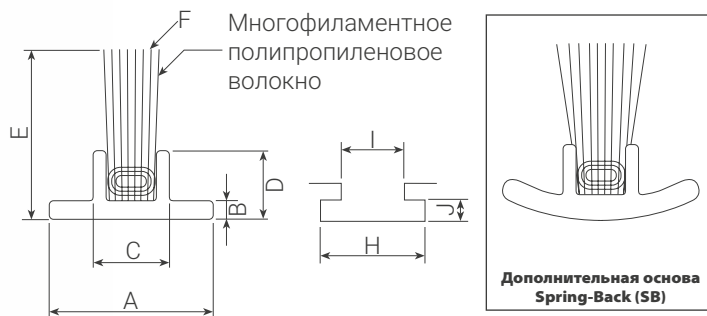 F
Многофиламентное
полипропиленовое
волокно
E
D
B
C
A
I
J
H
Дополнительная основа
Spring-Back (SB)